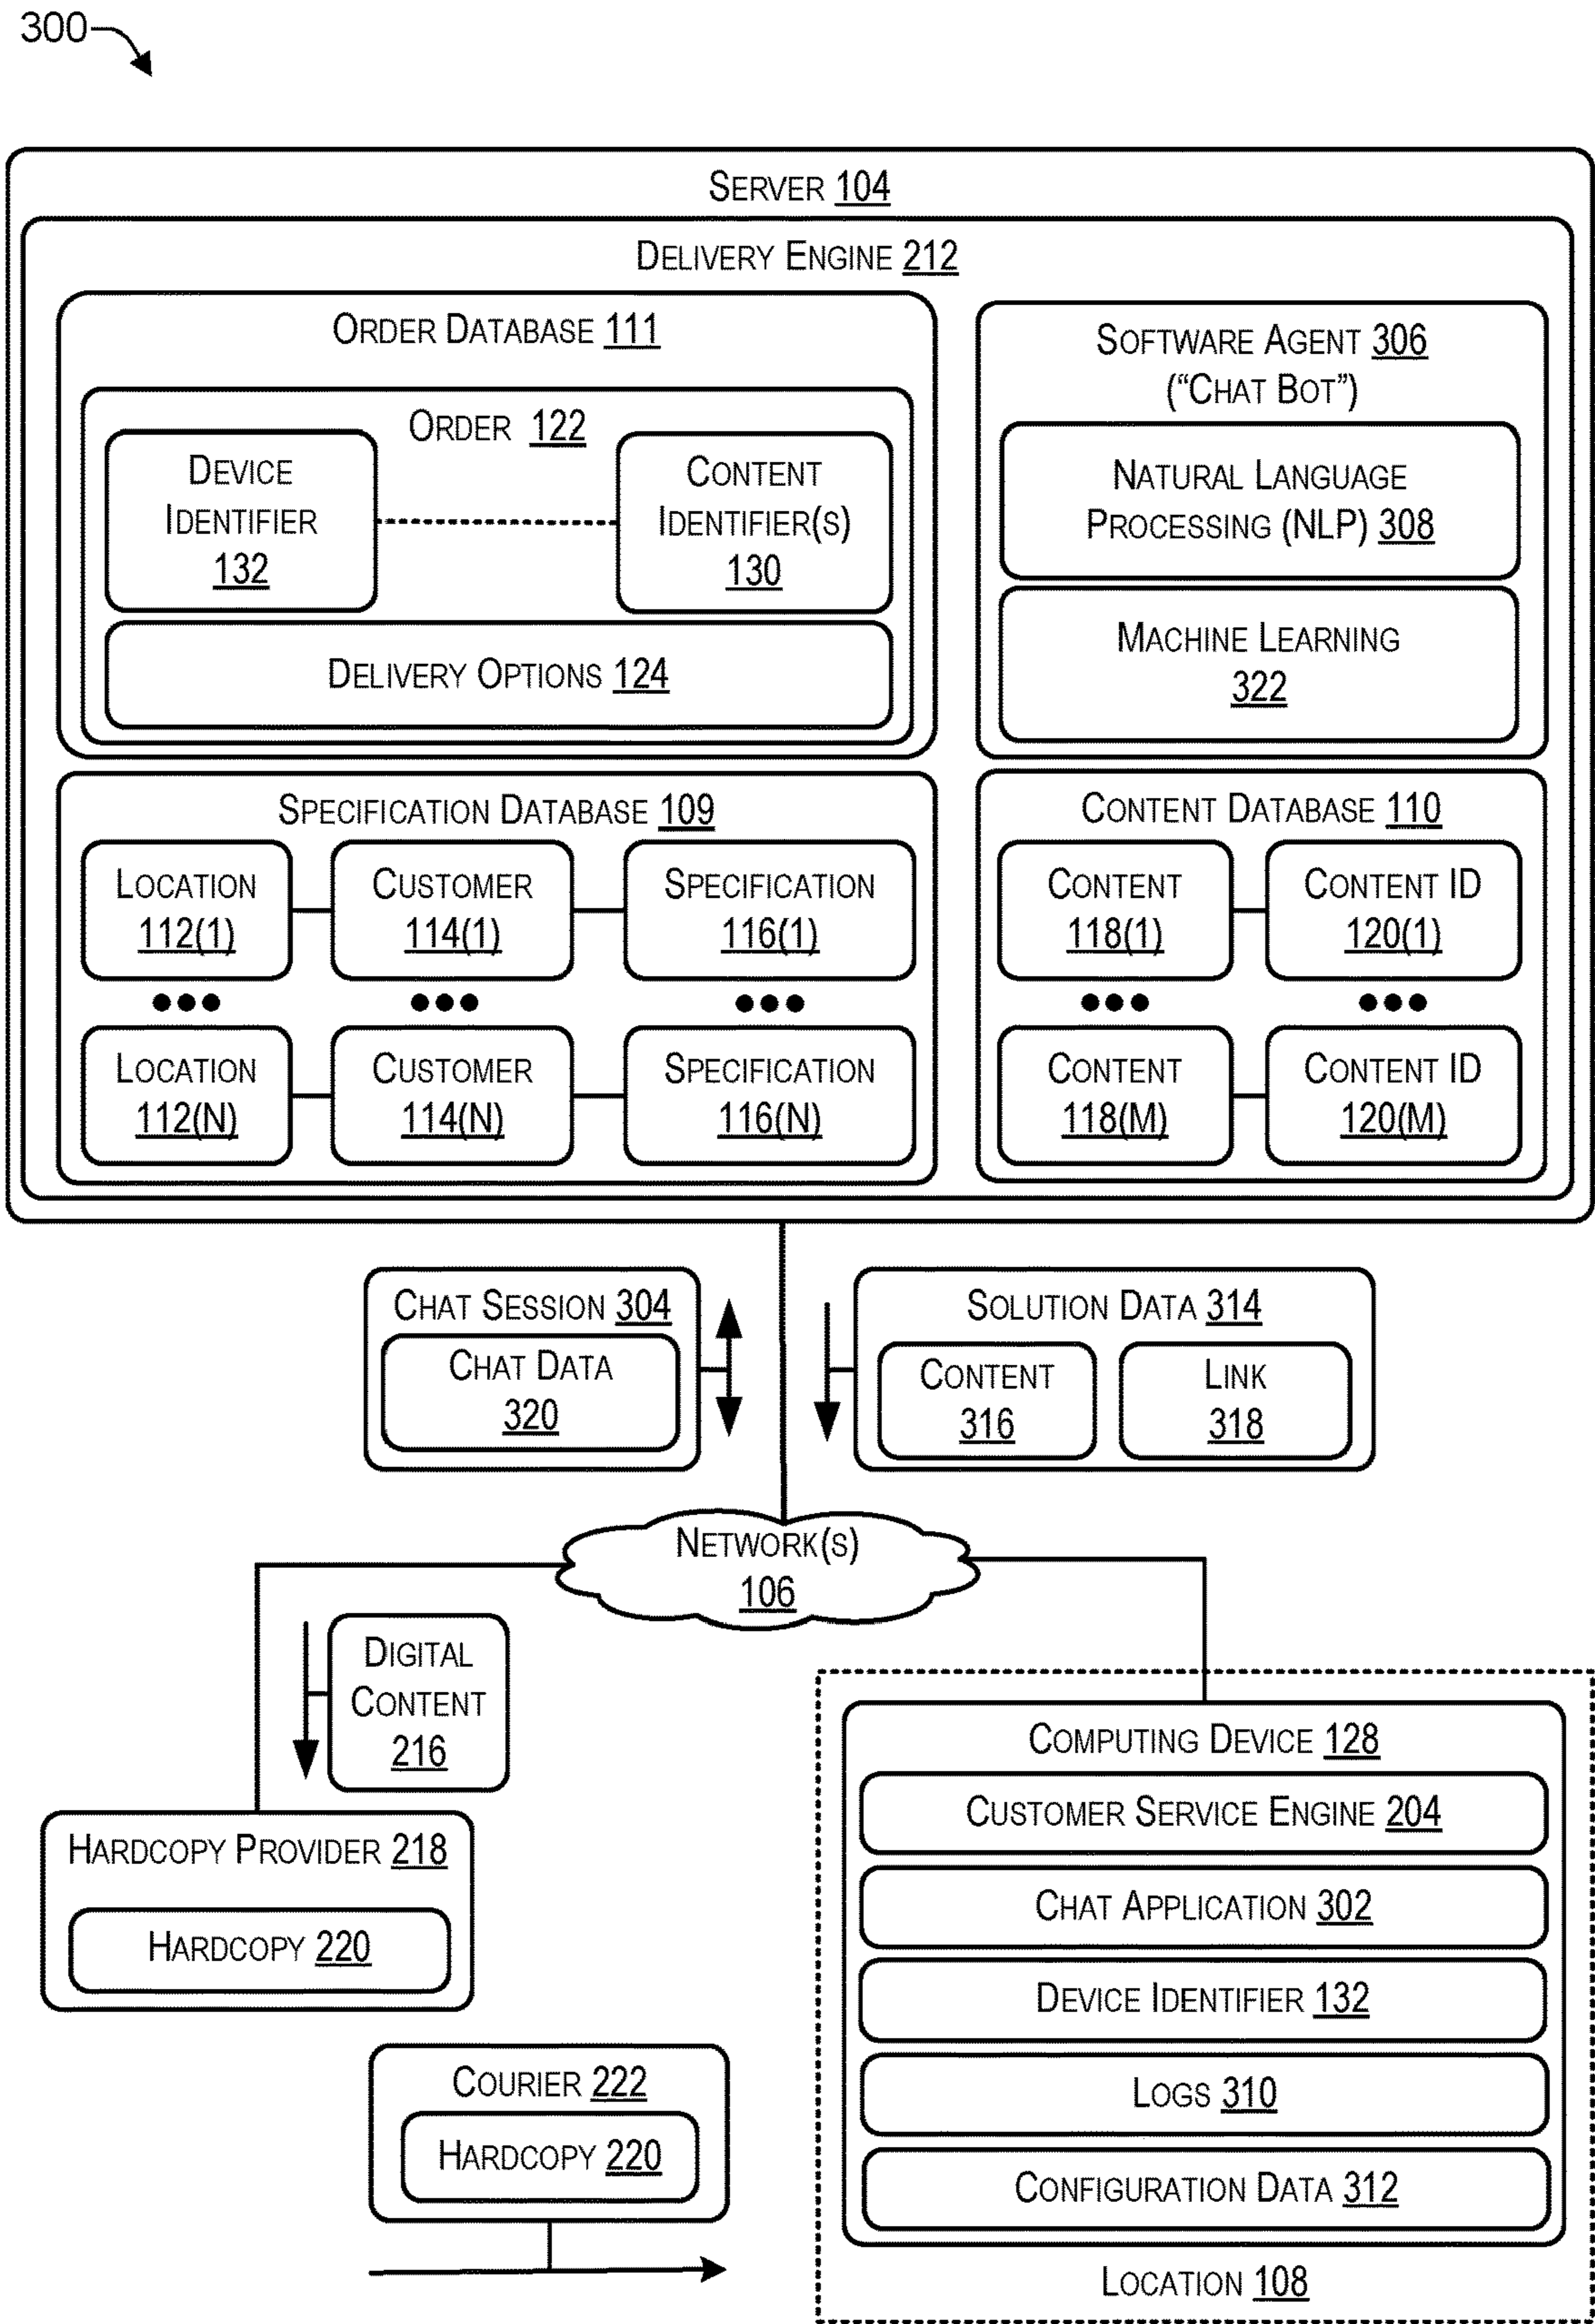 300
SERVER 104
DELIVERY ENGINE 212
ORDER DATABASE 111
ORDER 122
DEVICE
IDENTIFIER
132
CONTENT
IDENTIFIER(S)
130
DELIVERY OPTIONS 124
SOFTWARE AGENT 306
(“CHAT BOT”)
NATURAL LANGUAGE
PROCESSING (NLP) 308
MACHINE LEARNING
322
SPECIFICATION DATABASE 109
LOCATION
112(1)
CUSTOMER
114(1)
SPECIFICATION
116(1)
LOCATION
112(N)
CUSTOMER
114(N)
SPECIFICATION
116(N)
CONTENT DATABASE 110
CONTENT
118(1)
CONTENT ID
120(1)
CONTENT
118(M)
CONTENT ID
120(M)
CHAT SESSION 304
CHAT DATA
320
SOLUTION DATA 314
CONTENT
316
LINK
318
NETWORK(S)
106
DIGITAL
CONTENT
216
HARDCOPY PROVIDER 218
HARDCOPY 220
COURIER 222
HARDCOPY 220
COMPUTING DEVICE 128
CUSTOMER SERVICE ENGINE 204
CHAT APPLICATION 302
DEVICE IDENTIFIER 132
LOGS 310
CONFIGURATION DATA 312
LOCATION 108